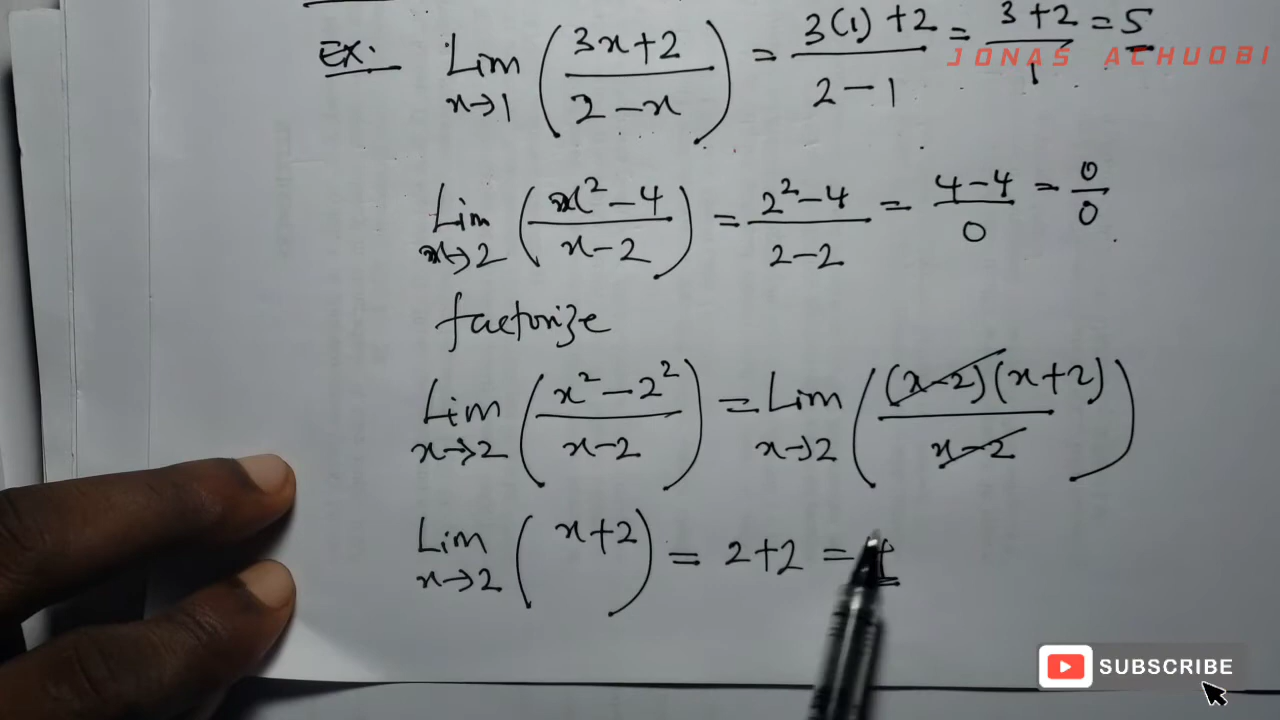 Ex: Lim x→1 (3x+2 / 2-x) = 3(1)+2 / 2-1 = 3+2 / 1 = 5
JONAS ACHUOBI
Lim x→2 (x²-4 / x-2) = 2²-4 / 2-2 = 4-4 / 0 = 0/0
factorize
Lim x→2 (x²-2² / x-2) = Lim x→2 ((x-2)(x+2) / x-2)
Lim x→2 (x+2) = 2+2 = 4
SUBSCRIBE